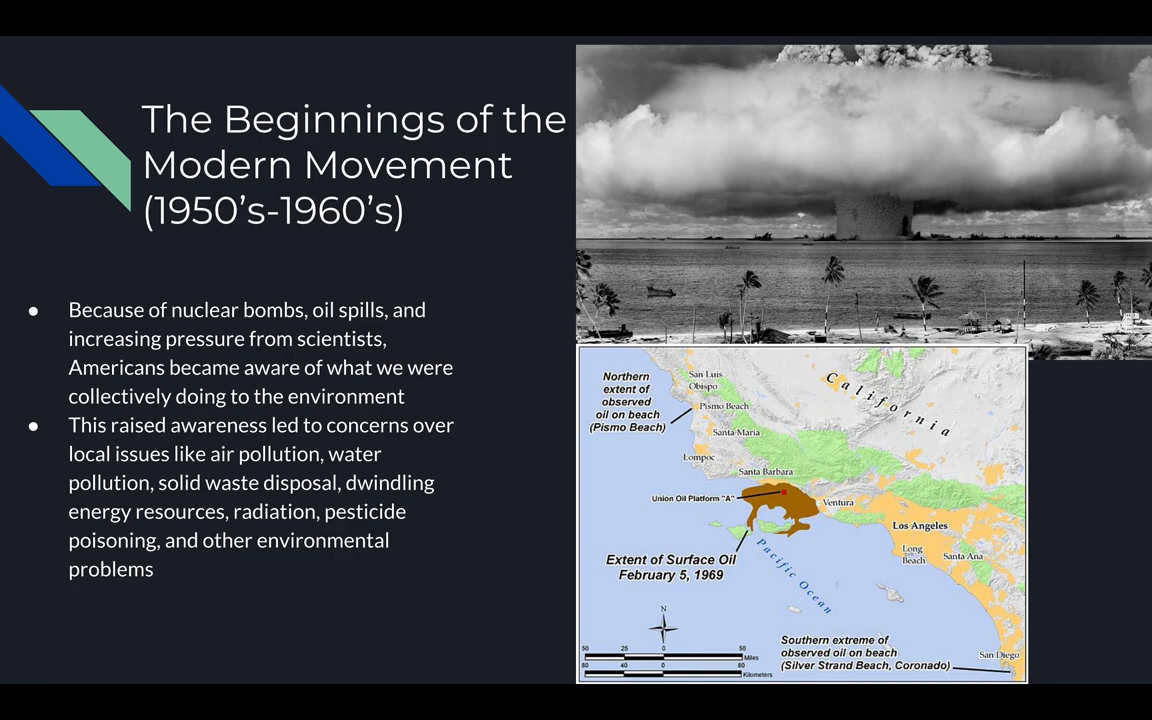 The Beginnings of the
Modern Movement
(1950’s-1960’s)
● Because of nuclear bombs, oil spills, and
increasing pressure from scientists,
Americans became aware of what we were
collectively doing to the environment
● This raised awareness led to concerns over
local issues like air pollution, water
pollution, solid waste disposal, dwindling
energy resources, radiation, pesticide
poisoning, and other environmental
problems
Northern
extent of
observed
oil on beach
(Pismo Beach)
San Luis
Obispo
Pismo Beach
California
Santa Maria
Lompoc
Santa Barbara
Union Oil Platform "A"
Ventura
Los Angeles
Long
Beach
Santa Ana
Extent of Surface Oil
February 5, 1969
Pacific Ocean
N
50 25 0 50
Miles
80 40 0 80
Kilometers
Southern extreme of
observed oil on beach
(Silver Strand Beach, Coronado)
San Diego